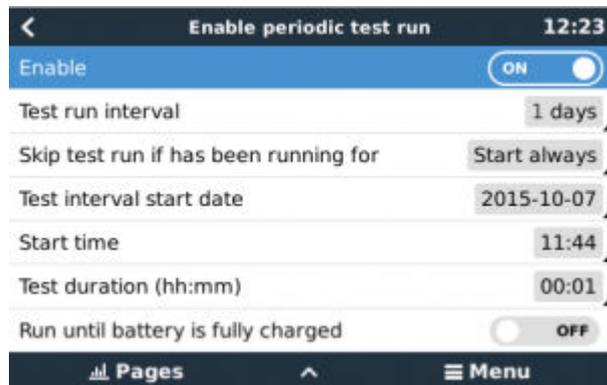 Enable periodic test run 12:23
Enable ON
Test run interval 1 days
Skip test run if has been running for Start always
Test interval start date 2015-10-07
Start time 11:44
Test duration (hh:mm) 00:01
Run until battery is fully charged OFF
Pages Menu